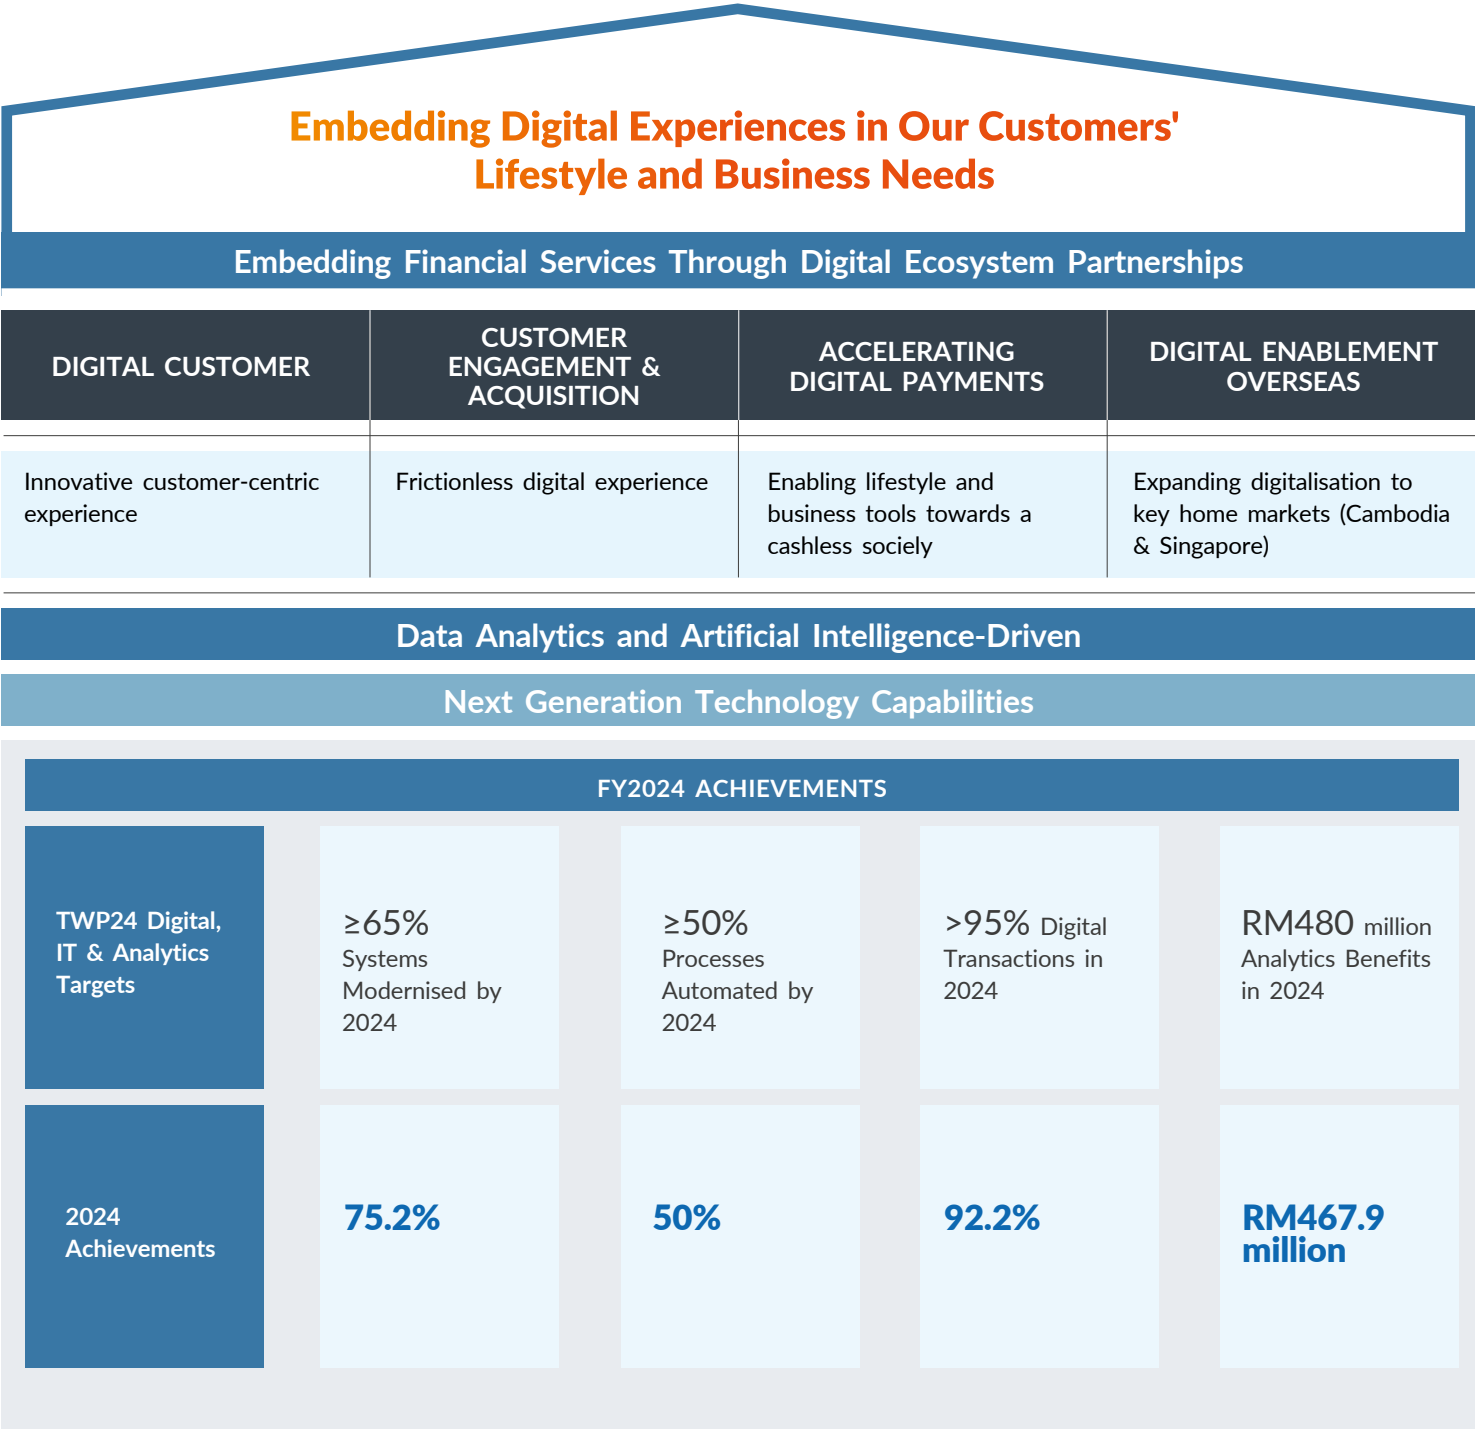 Embedding Digital Experiences in Our Customers'
Lifestyle and Business Needs
Embedding Financial Services Through Digital Ecosystem Partnerships
DIGITAL CUSTOMER
CUSTOMER
ENGAGEMENT &
ACQUISITION
ACCELERATING
DIGITAL PAYMENTS
DIGITAL ENABLEMENT
OVERSEAS
Innovative customer-centric
experience
Frictionless digital experience
Enabling lifestyle and
business tools towards a
cashless sociely
Expanding digitalisation to
key home markets (Cambodia
& Singapore)
Data Analytics and Artificial Intelligence-Driven
Next Generation Technology Capabilities
FY2024 ACHIEVEMENTS
TWP24 Digital,
IT & Analytics
Targets
≥65%
Systems
Modernised by
2024
≥50%
Processes
Automated by
2024
>95% Digital
Transactions in
2024
RM480 million
Analytics Benefits
in 2024
2024
Achievements
75.2%
50%
92.2%
RM467.9
million